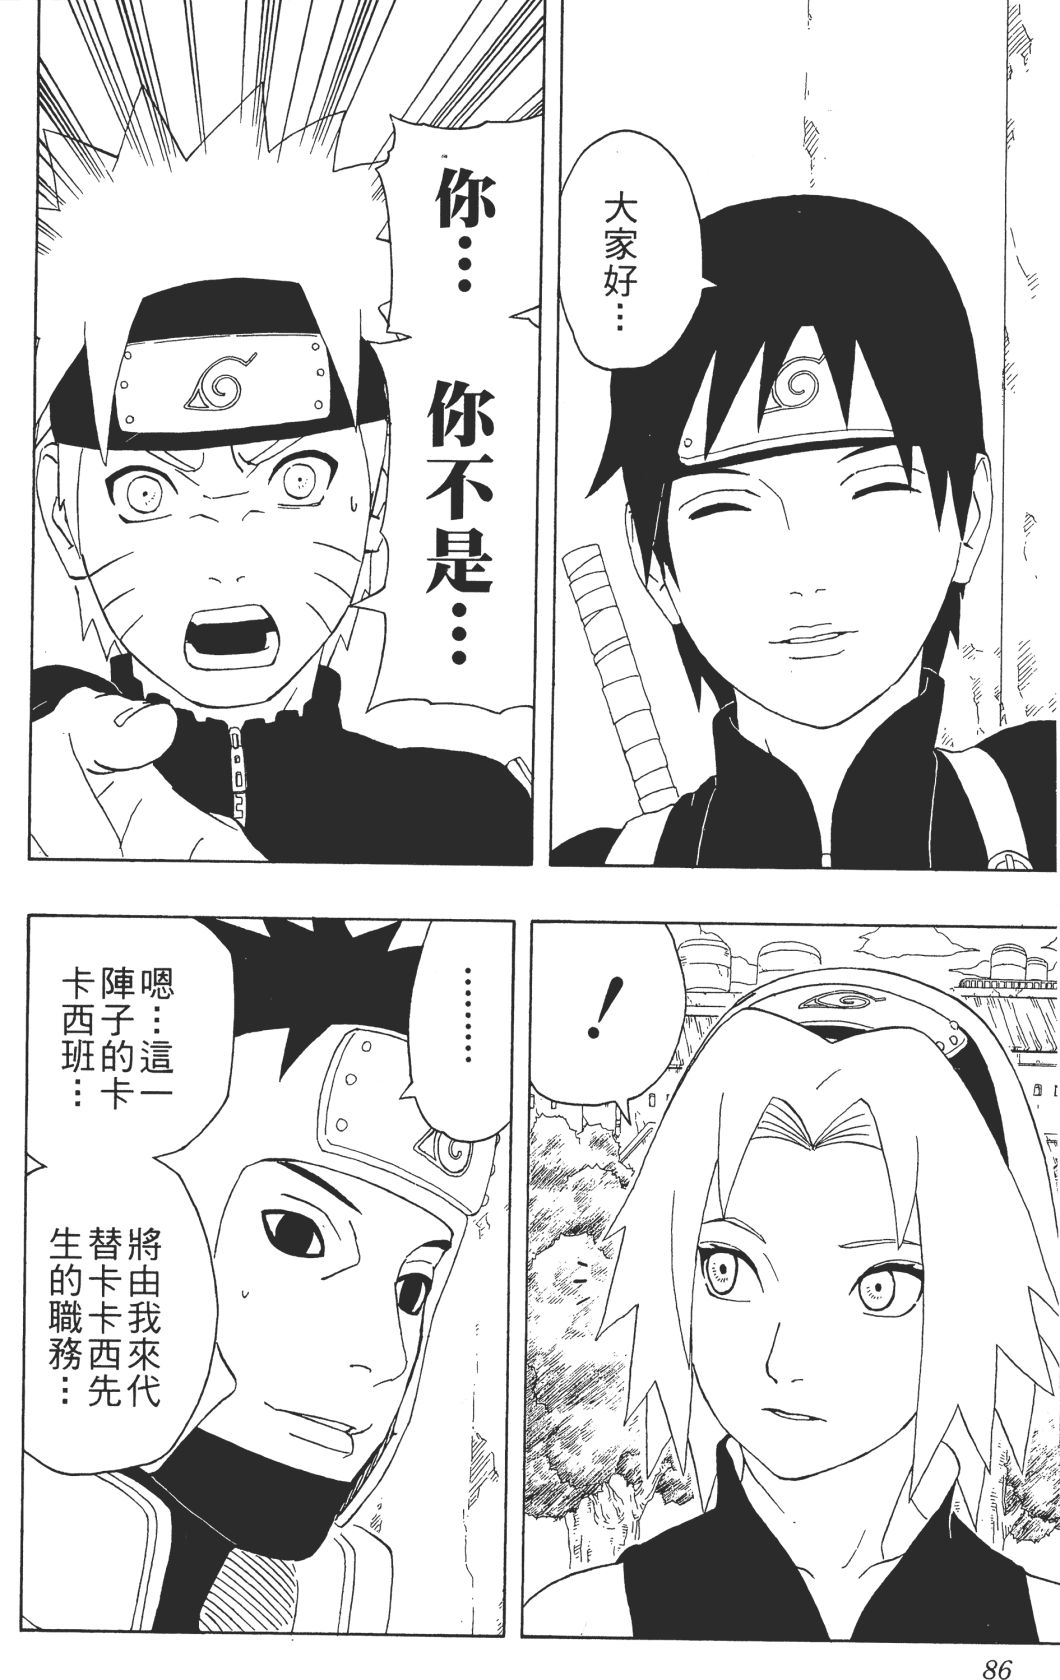 大家好…
你…
你不是…
！
………
嗯…這一
陣子的卡
卡西班…
將由我來代
替卡卡西先
生的職務…
86